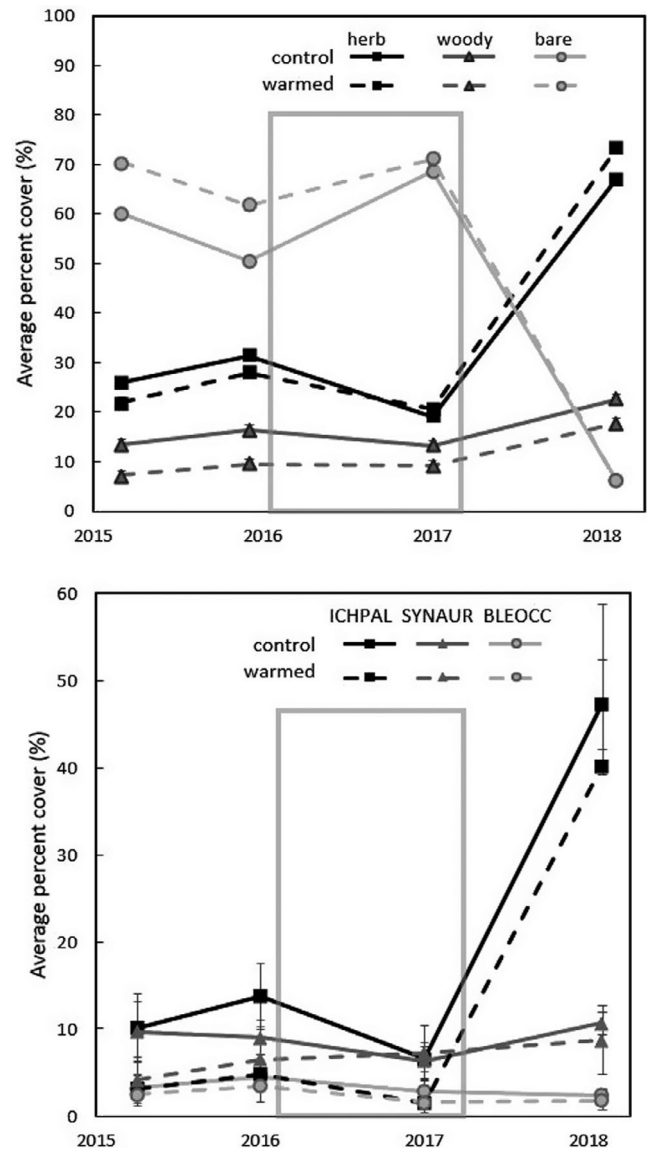 100
90
80
70
60
50
40
30
20
10
0
Average percent cover (%)
herb woody bare
control
warmed
2015 2016 2017 2018
60
50
40
30
20
10
0
Average percent cover (%)
ICHPAL SYNAUR BLEOCC
control
warmed
2015 2016 2017 2018